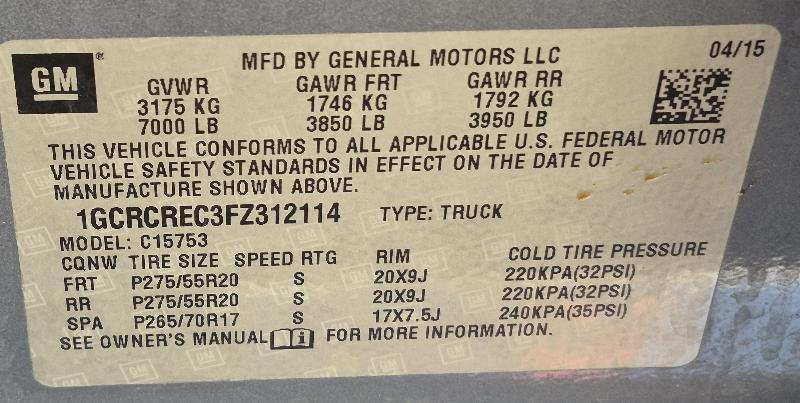 GM ® MFD BY GENERAL MOTORS LLC 04/15
GVWR GAWR FRT GAWR RR
3175 KG 1746 KG 1792 KG
7000 LB 3850 LB 3950 LB
THIS VEHICLE CONFORMS TO ALL APPLICABLE U.S. FEDERAL MOTOR
VEHICLE SAFETY STANDARDS IN EFFECT ON THE DATE OF
MANUFACTURE SHOWN ABOVE.
1GCRCREC3FZ312114 TYPE: TRUCK
MODEL: C15753
CQNW TIRE SIZE SPEED RTG RIM COLD TIRE PRESSURE
FRT P275/55R20 S 20X9J 220KPA(32PSI)
RR P275/55R20 S 20X9J 220KPA(32PSI)
SPA P265/70R17 S 17X7.5J 240KPA(35PSI)
SEE OWNER'S MANUAL i FOR MORE INFORMATION.